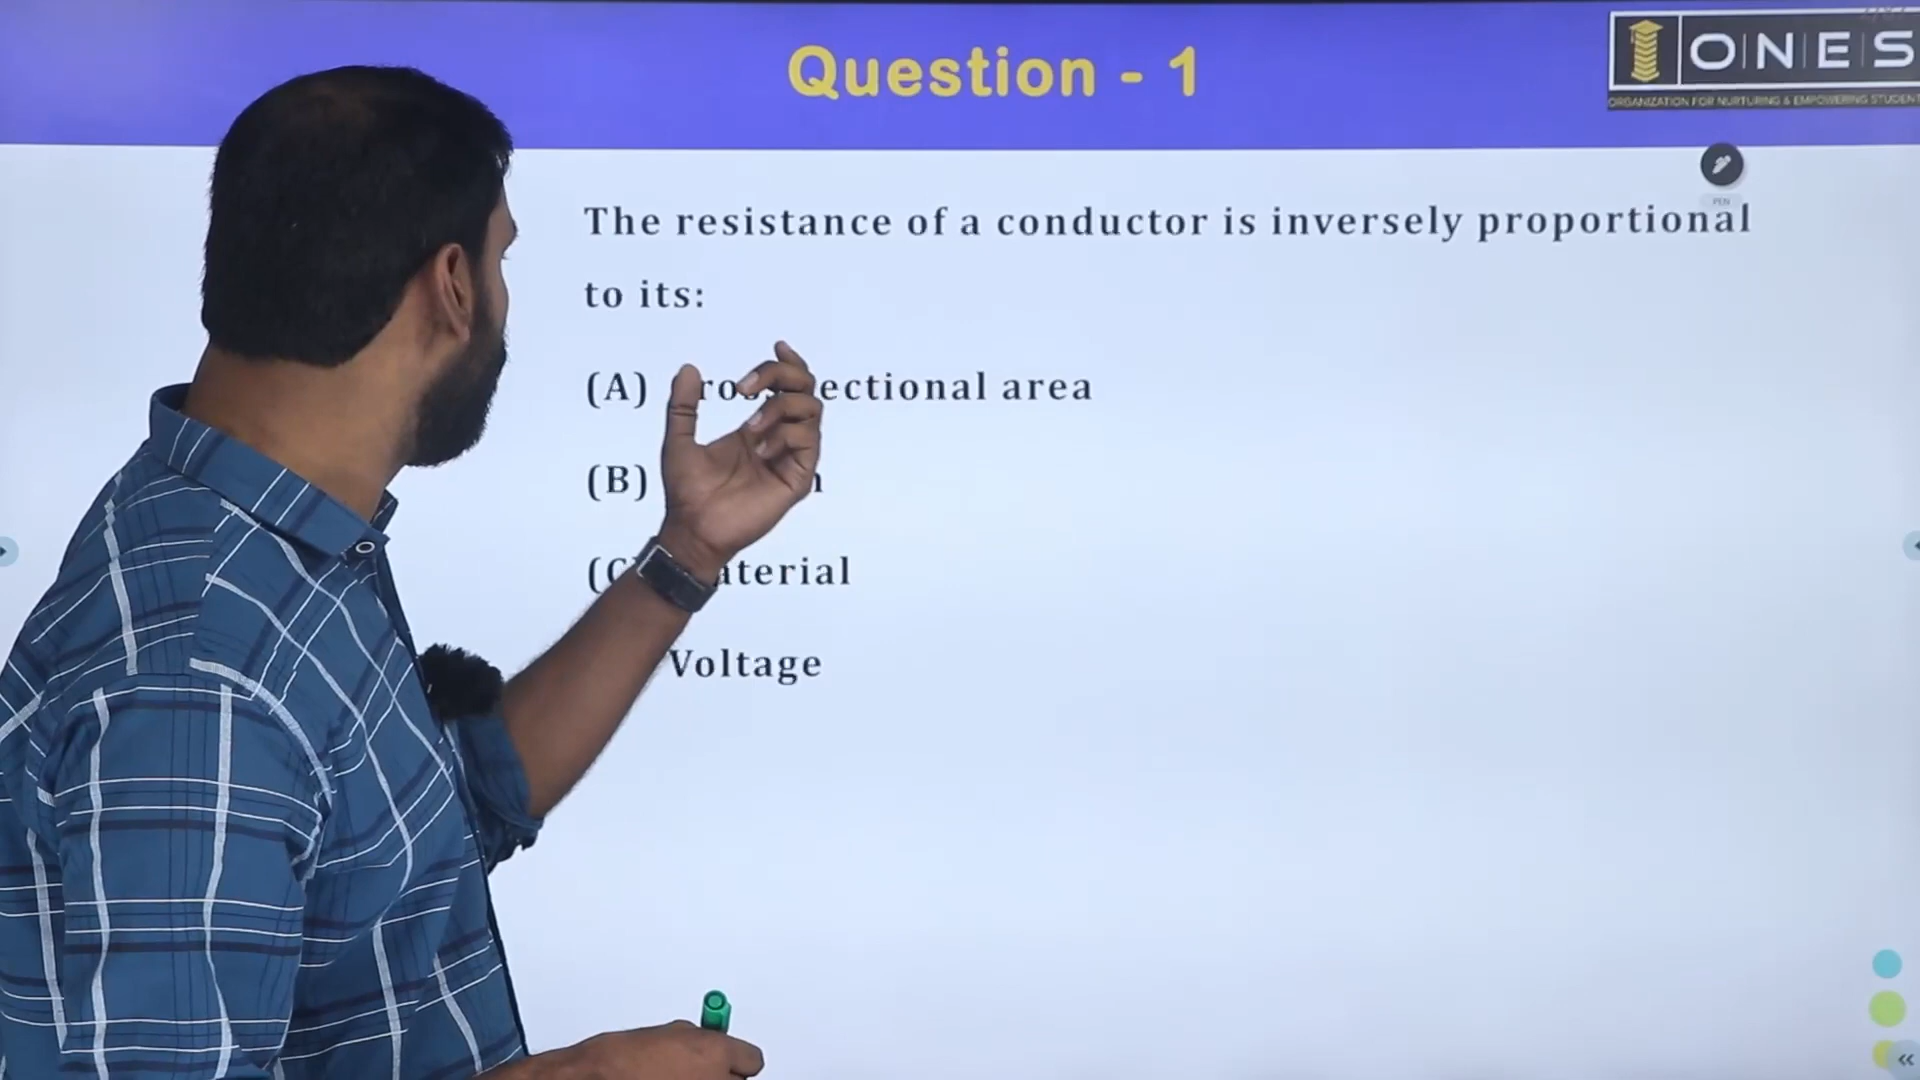 Question - 1
ONES
ORGANIZATION FOR NURTURING & EMPOWERING STUDENT
PEN
The resistance of a conductor is inversely proportional
to its:
(A) ectional area
(B)
(C
Voltage